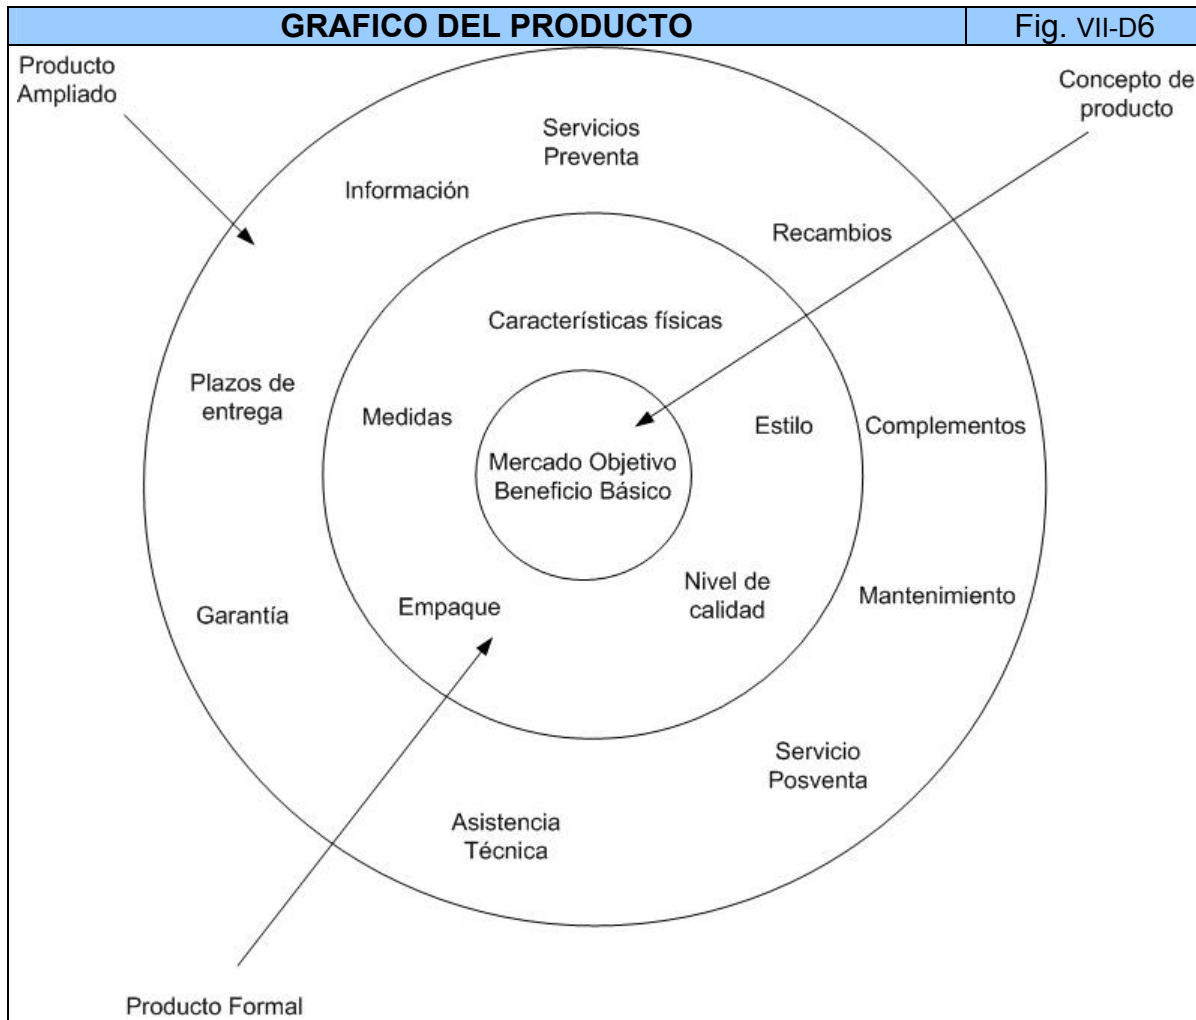 GRAFICO DEL PRODUCTO
Fig. VII-D6
Producto
Ampliado
Concepto de
producto
Servicios
Preventa
Información
Recambios
Características físicas
Plazos de
entrega
Medidas
Estilo
Complementos
Mercado Objetivo
Beneficio Básico
Nivel de
calidad
Mantenimiento
Empaque
Garantía
Servicio
Posventa
Asistencia
Técnica
Producto Formal